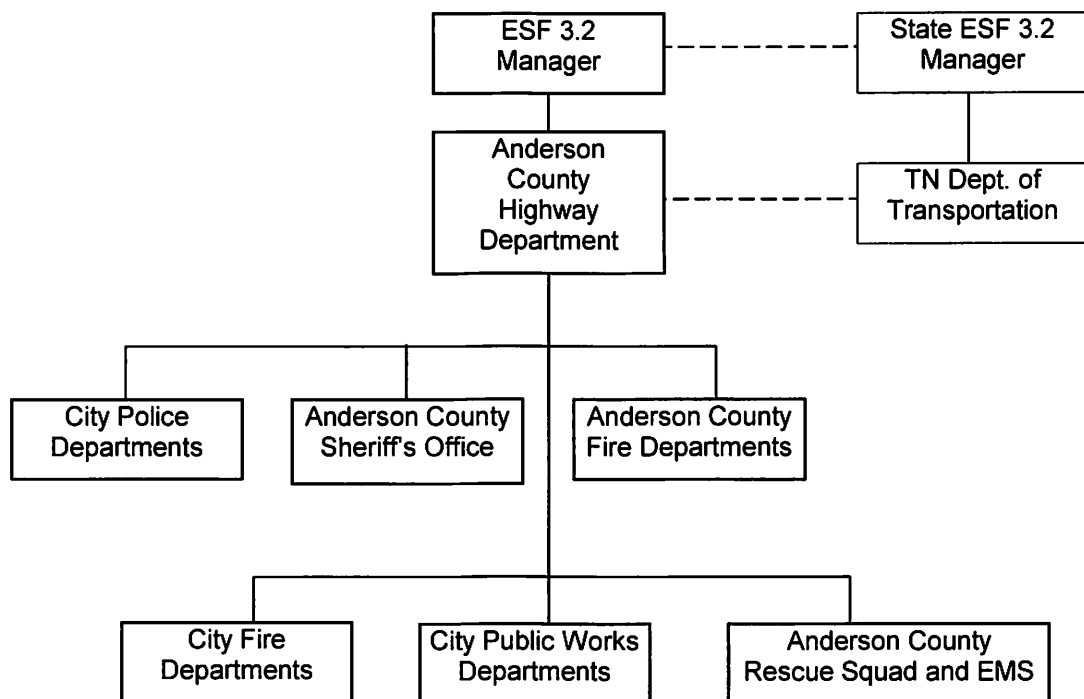 ESF 3.2
Manager
State ESF 3.2
Manager
Anderson
County
Highway
Department
TN Dept. of
Transportation
City Police
Departments
Anderson County
Sheriff's Office
Anderson County
Fire Departments
City Fire
Departments
City Public Works
Departments
Anderson County
Rescue Squad and EMS